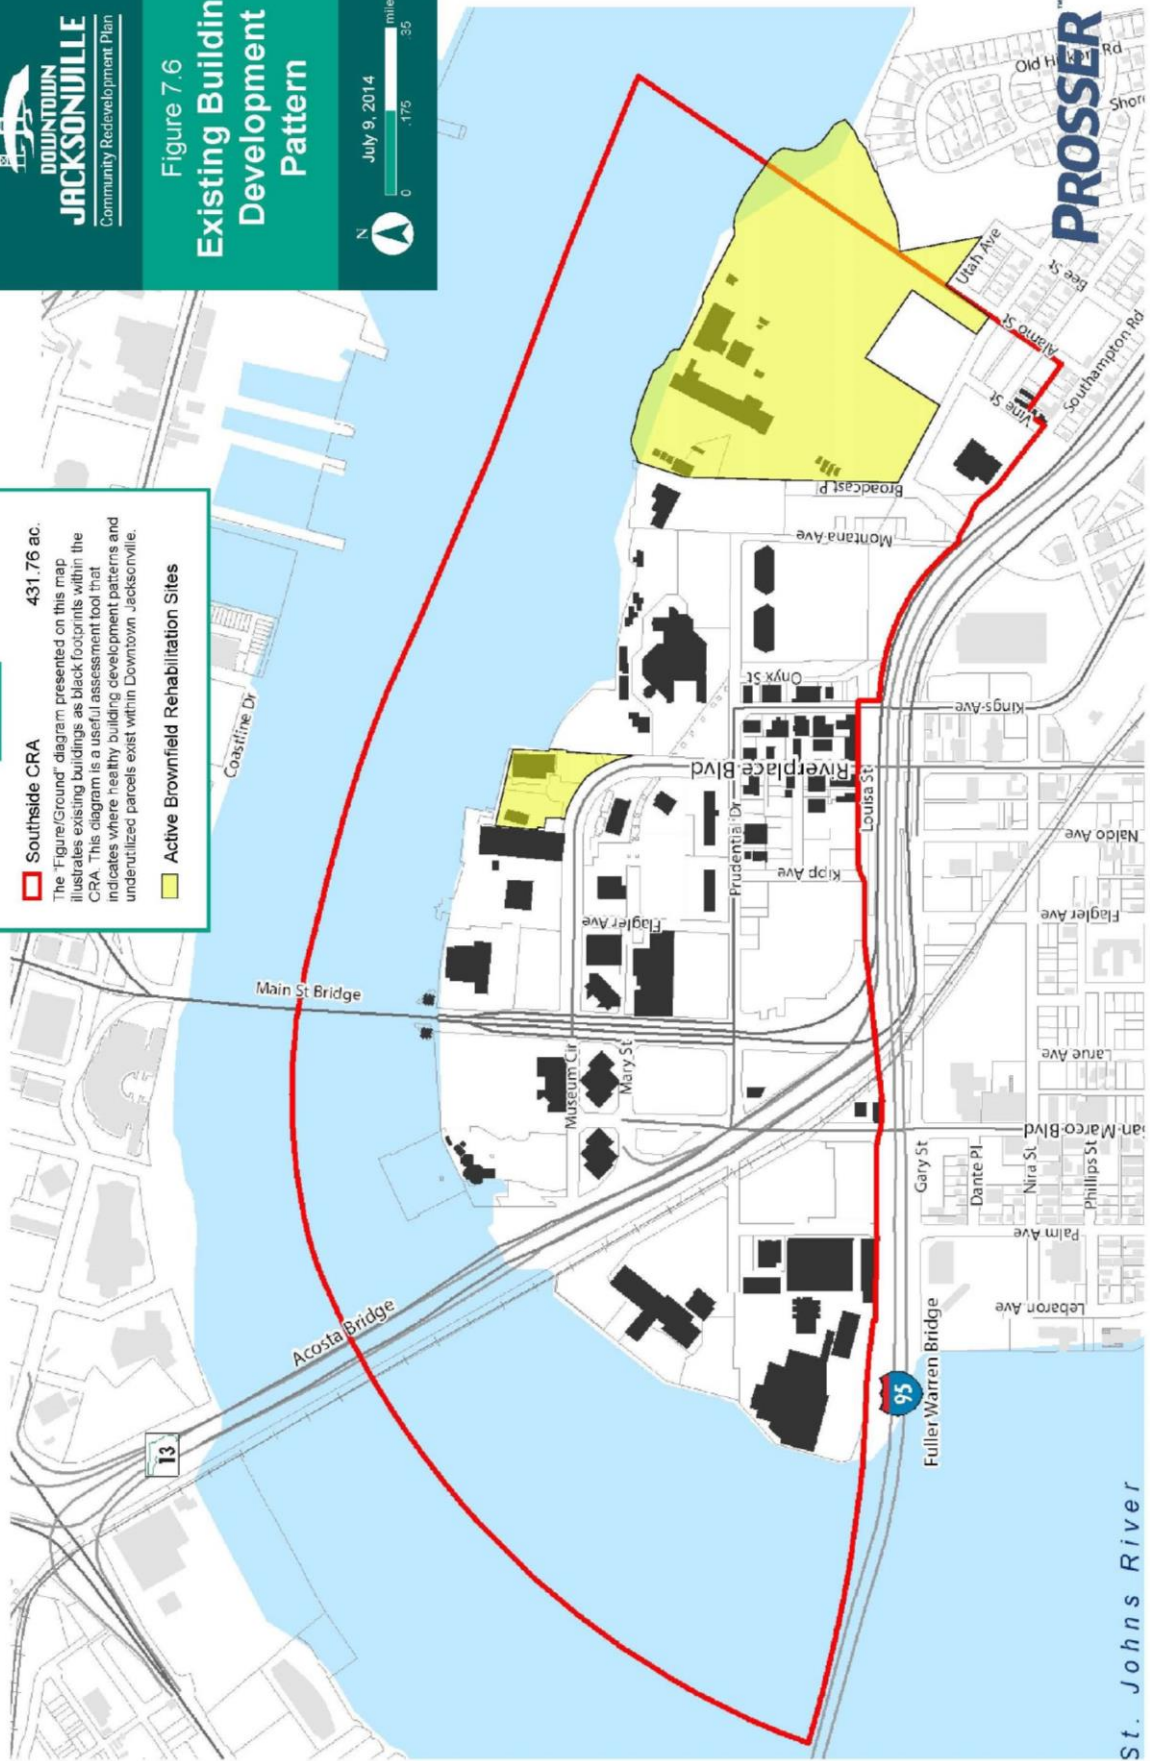 DOWNTOWN
JACKSONVILLE
Community Redevelopment Plan
Figure 7.6
Existing Buildin
Development
Pattern
N
July 9, 2014
0 .175 .35
mile
Southside CRA 431.76 ac.
The "Figure/Ground" diagram presented on this map
illustrates existing buildings as black footprints within the
CRA. This diagram is a useful assessment tool that
indicates where healthy building development patterns and
underutilized parcels exist within Downtown Jacksonville.
Active Brownfield Rehabilitation Sites
Coastline Dr
Main St Bridge
Acosta Bridge
13
Museum Cir
Mary St
Flagler Ave
Prudential Dr
Riverplace Blvd
Kipp Ave
Louisa St
Onyx St
Kings Ave
Montana Ave
Broadcast P
Vine St
Alamo St
Utah Ave
Bee St
Southampton Rd
Old Hickory Rd
Shor
Naldo Ave
Flagler Ave
Larue Ave
an Marco Blvd
Gary St
Dante Pl
Nira St
Phillips St
Palm Ave
Lebaron Ave
Fuller Warren Bridge
95
St. Johns River
PROSSER